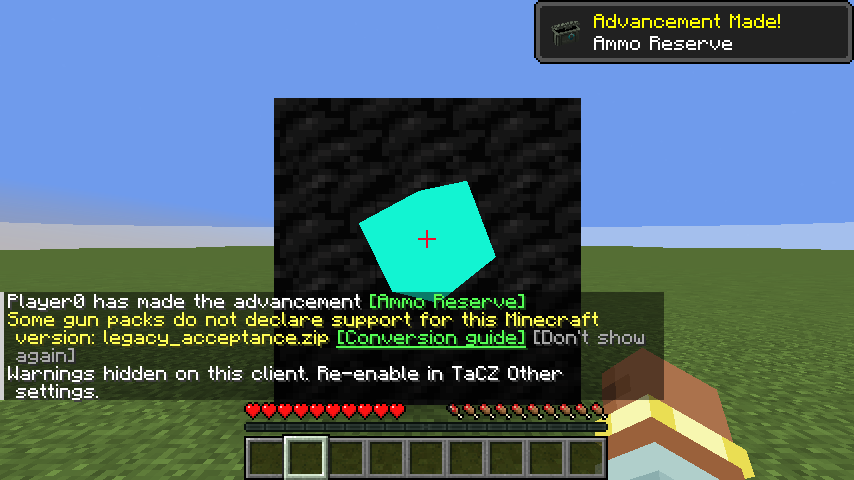 Advancement Made!
Ammo Reserve
Player0 has made the advancement [Ammo Reserve]
Some gun packs do not declare support for this Minecraft
version: legacy_acceptance.zip [Conversion guide] [Don't show
again]
Warnings hidden on this client. Re-enable in TaCZ Other
settings.